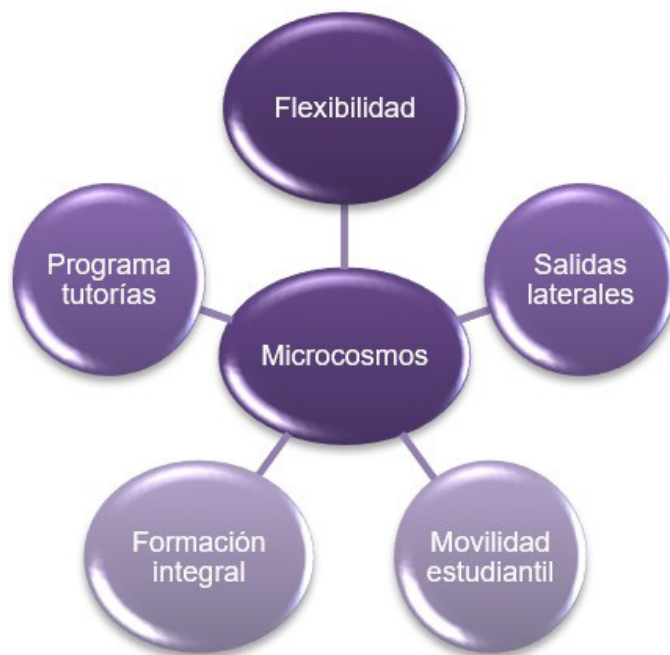 Flexibilidad
Programa
tutorías
Salidas
laterales
Microcosmos
Formación
integral
Movilidad
estudiantil